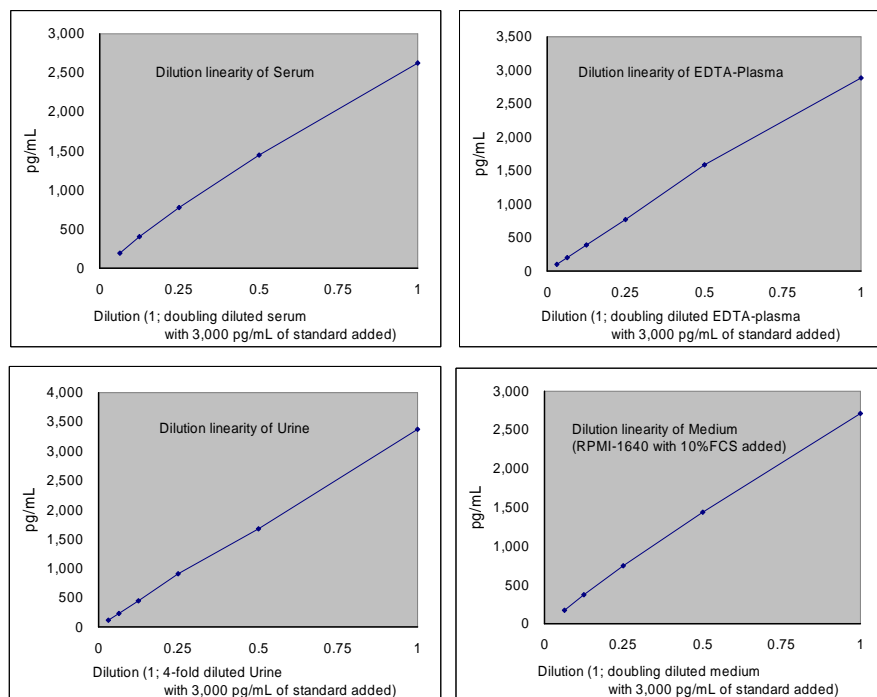 3,000
2,500
2,000
1,500
1,000
500
0
pg/mL
Dilution linearity of Serum
0 0.25 0.5 0.75 1
Dilution (1; doubling diluted serum
with 3,000 pg/mL of standard added)
3,500
3,000
2,500
2,000
1,500
1,000
500
0
pg/mL
Dilution linearity of EDTA-Plasma
0 0.25 0.5 0.75 1
Dilution (1; doubling diluted EDTA-plasma
with 3,000 pg/mL of standard added)
4,000
3,500
3,000
2,500
2,000
1,500
1,000
500
0
pg/mL
Dilution linearity of Urine
0 0.25 0.5 0.75 1
Dilution (1; 4-fold diluted Urine
with 3,000 pg/mL of standard added)
3,000
2,500
2,000
1,500
1,000
500
0
pg/mL
Dilution linearity of Medium
(RPMI-1640 with 10%FCS added)
0 0.25 0.5 0.75 1
Dilution (1; doubling diluted medium
with 3,000 pg/mL of standard added)